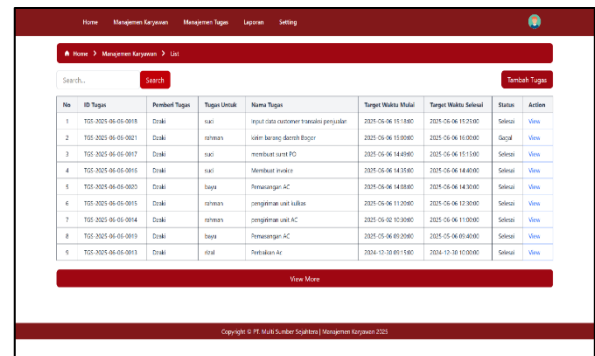 Home Manajemen Karyawan Manajemen Tugas Laporan Setting
Home > Manajemen Karyawan > List
Search... Search Tambah Tugas
No ID Tugas Pemberi Tugas Tugas Untuk Nama Tugas Target Waktu Mulai Target Waktu Selesai Status Action
1 TGS-2025-06-06-0018 Dzaki suci Input data customer transaksi penjualan 2025-06-06 15:18:00 2025-06-06 15:25:00 Selesai View
2 TGS-2025-06-06-0021 Dzaki rahman kirim barang daerah Bogor 2025-06-06 15:00:00 2025-06-06 16:00:00 Gagal View
3 TGS-2025-06-06-0017 Dzaki suci membuat surat PO 2025-06-06 14:49:00 2025-06-06 15:15:00 Selesai View
4 TGS-2025-06-06-0016 Dzaki suci Membuat invoice 2025-06-06 14:35:00 2025-06-06 14:40:00 Selesai View
5 TGS-2025-06-06-0020 Dzaki bayu Pemasangan AC 2025-06-06 14:08:00 2025-06-06 14:30:00 Selesai View
6 TGS-2025-06-06-0015 Dzaki rahman pengiriman unit kulkas 2025-06-06 11:20:00 2025-06-06 12:30:00 Selesai View
7 TGS-2025-06-06-0014 Dzaki rahman pengiriman unit AC 2025-06-02 10:30:00 2025-06-06 11:00:00 Selesai View
8 TGS-2025-06-06-0019 Dzaki bayu Pemasangan AC 2025-05-06 09:20:00 2025-05-06 09:40:00 Selesai View
9 TGS-2025-06-06-0013 Dzaki rizal Perbaikan Ac 2024-12-30 09:15:00 2024-12-30 10:00:00 Selesai View
View More
Copyright © PT. Multi Sumber Sejahtera | Manajemen Karyawan 2025